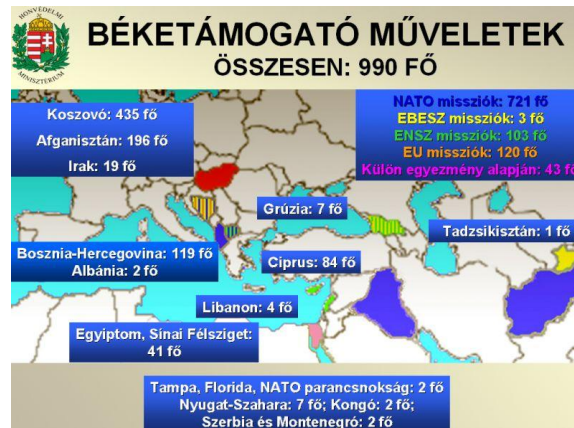 HONVÉDELMI
MINISZTÉRIUM
BÉKETÁMOGATÓ MŰVELETEK
ÖSSZESEN: 990 FŐ
Koszovó: 435 fő
Afganisztán: 196 fő
Irak: 19 fő
NATO missziók: 721 fő
EBESZ missziók: 3 fő
ENSZ missziók: 103 fő
EU missziók: 120 fő
Külön egyezmény alapján: 43 fő
Grúzia: 7 fő
Tadzsikisztán: 1 fő
Bosznia-Hercegovina: 119 fő
Albánia: 2 fő
Ciprus: 84 fő
Libanon: 4 fő
Egyiptom, Sínai Félsziget:
41 fő
Tampa, Florida, NATO parancsnokság: 2 fő
Nyugat-Szahara: 7 fő; Kongó: 2 fő;
Szerbia és Montenegró: 2 fő